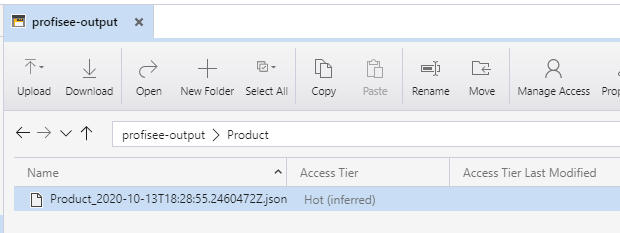 profisee-output
Upload Download Open New Folder Select All Copy Paste Rename Move Manage Access
profisee-output Product
Name Access Tier Access Tier Last Modified
Product_2020-10-13T18:28:55.2460472Z.json Hot (inferred)